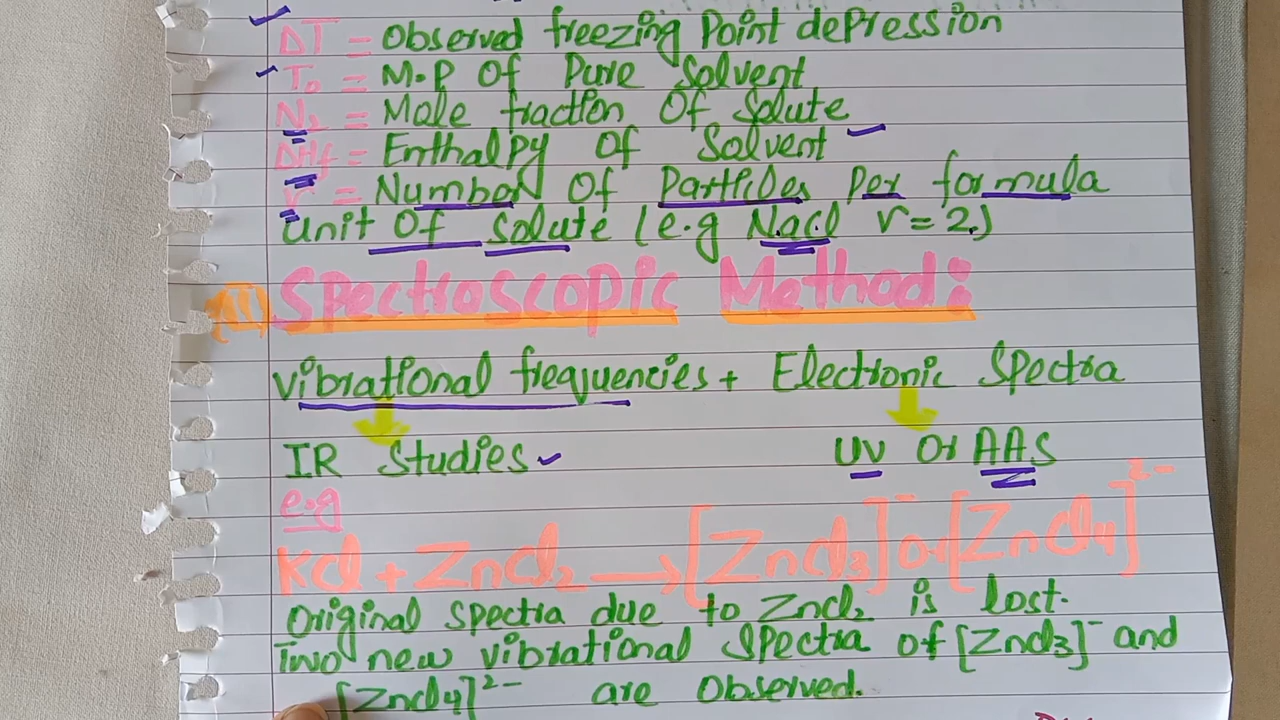 ΔT = Observed freezing Point depression
T₀ = M.P Of Pure Solvent
N₂ = Mole fraction Of Solute
ΔHf = Enthalpy Of Solvent
r = Number Of Particles Per formula
Unit Of Solute (e.g Nacl r = 2.)
Spectroscopic Method:
Vibrational frequencies + Electronic Spectra
IR Studies UV Or AAS
e.g
KCl + ZnCl₂ → [ZnCl₃]⁻ Or [ZnCl₄]²⁻
Original Spectra due to ZnCl₂ is lost.
Two new vibrational Spectra of [ZnCl₃]⁻ and
[ZnCl₄]²⁻ are Observed.